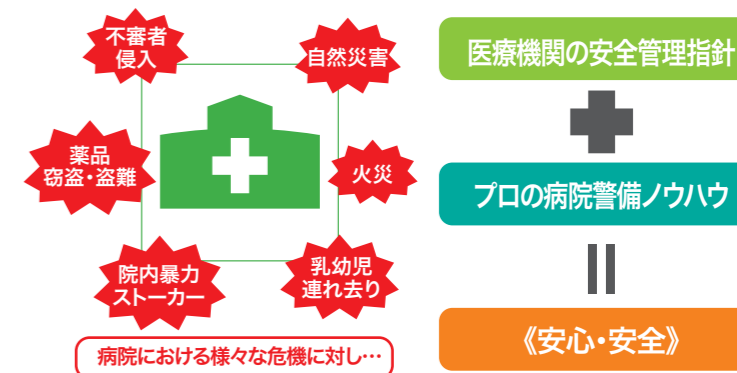 不審者
侵入
自然災害
薬品
窃盗・盗難
火災
院内暴力
ストーカー
乳幼児
連れ去り
病院における様々な危機に対し…
医療機関の安全管理指針
プロの病院警備ノウハウ
《安心・安全》